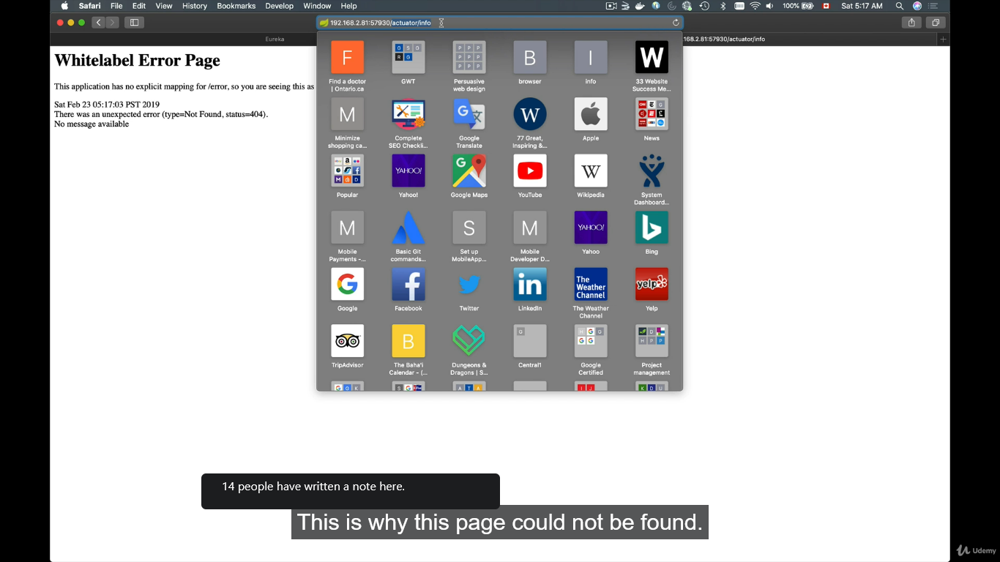 Safari File Edit View History Bookmarks Develop Window Help
100% Sat 5:17 AM
192.168.2.81:57930/actuator/info
Eureka
.168.2.81:57930/actuator/info
Whitelabel Error Page
This application has no explicit mapping for /error, so you are seeing this as
Sat Feb 23 05:17:03 PST 2019
There was an unexpected error (type=Not Found, status=404).
No message available
F
B
I
W
Find a doctor
| Ontario.ca
GWT
Persuasive
web design
browser
info
33 Website
Success Me...
M
W
Minimize
shopping ca...
Complete
SEO Checkli...
Google
Translate
77 Great,
Inspiring &...
Apple
News
YAHOO!
W
Popular
Yahoo!
Google Maps
YouTube
Wikipedia
System
Dashboard...
M
S
M
YAHOO!
b
Mobile
Payments -...
Basic Git
commands...
Set up
MobileApp...
Mobile
Developer D...
Yahoo
Bing
G
f
in
The
Weather
Channel
yelp
Google
Facebook
Twitter
LinkedIn
The Weather
Channel
Yelp
B
G
TripAdvisor
The Baha'i
Calendar - (...
Dungeons &
Dragons | S...
Central1
Google
Certified
Project
management
14 people have written a note here.
This is why this page could not be found.
Udemy